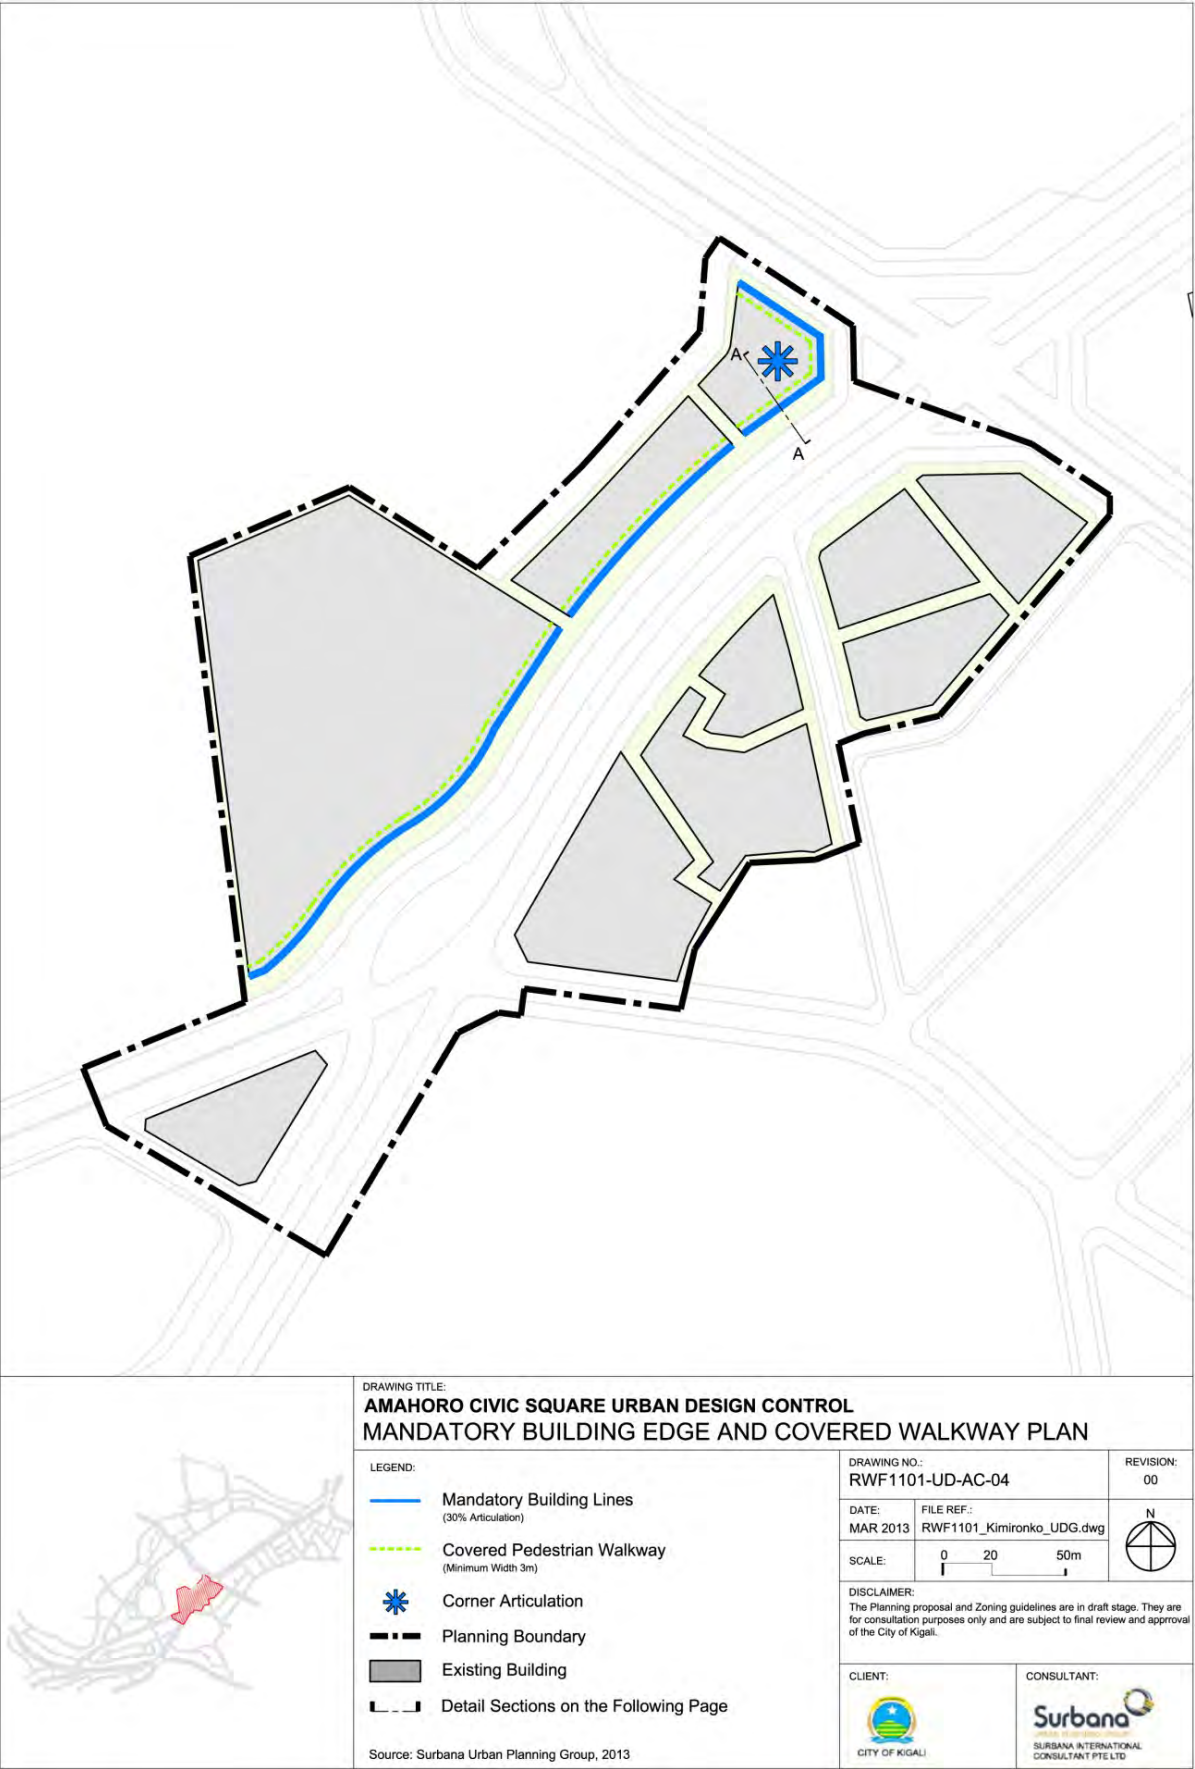 A
A
DRAWING TITLE:
AMAHORO CIVIC SQUARE URBAN DESIGN CONTROL
MANDATORY BUILDING EDGE AND COVERED WALKWAY PLAN
LEGEND:
Mandatory Building Lines
(30% Articulation)
Covered Pedestrian Walkway
(Minimum Width 3m)
Corner Articulation
Planning Boundary
Existing Building
Detail Sections on the Following Page
Source: Surbana Urban Planning Group, 2013
DRAWING NO.:
RWF1101-UD-AC-04
REVISION:
00
DATE:
MAR 2013
FILE REF.:
RWF1101_Kimironko_UDG.dwg
N
SCALE:
0 20 50m
DISCLAIMER:
The Planning proposal and Zoning guidelines are in draft stage. They are
for consultation purposes only and are subject to final review and approval
of the City of Kigali.
CLIENT:
CITY OF KIGALI
CONSULTANT:
Surbana
SURBANA INTERNATIONAL
CONSULTANT PTE LTD